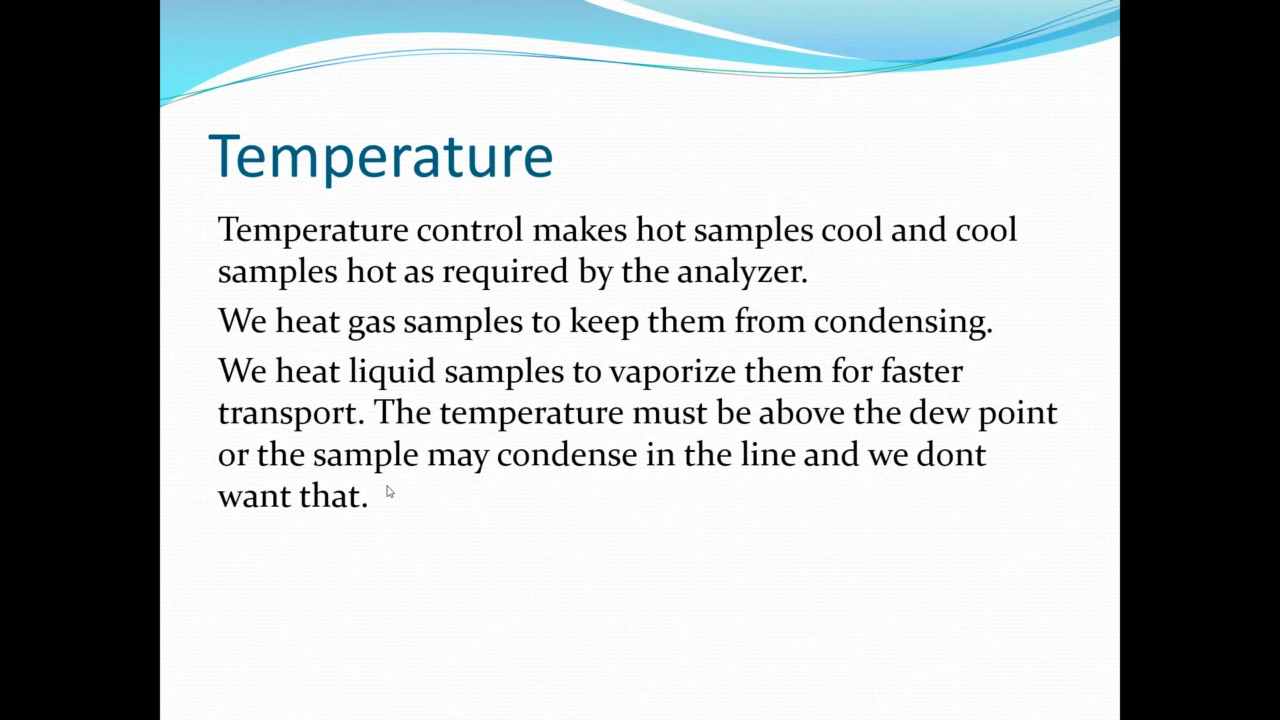 Temperature
Temperature control makes hot samples cool and cool
samples hot as required by the analyzer.
We heat gas samples to keep them from condensing.
We heat liquid samples to vaporize them for faster
transport. The temperature must be above the dew point
or the sample may condense in the line and we dont
want that.